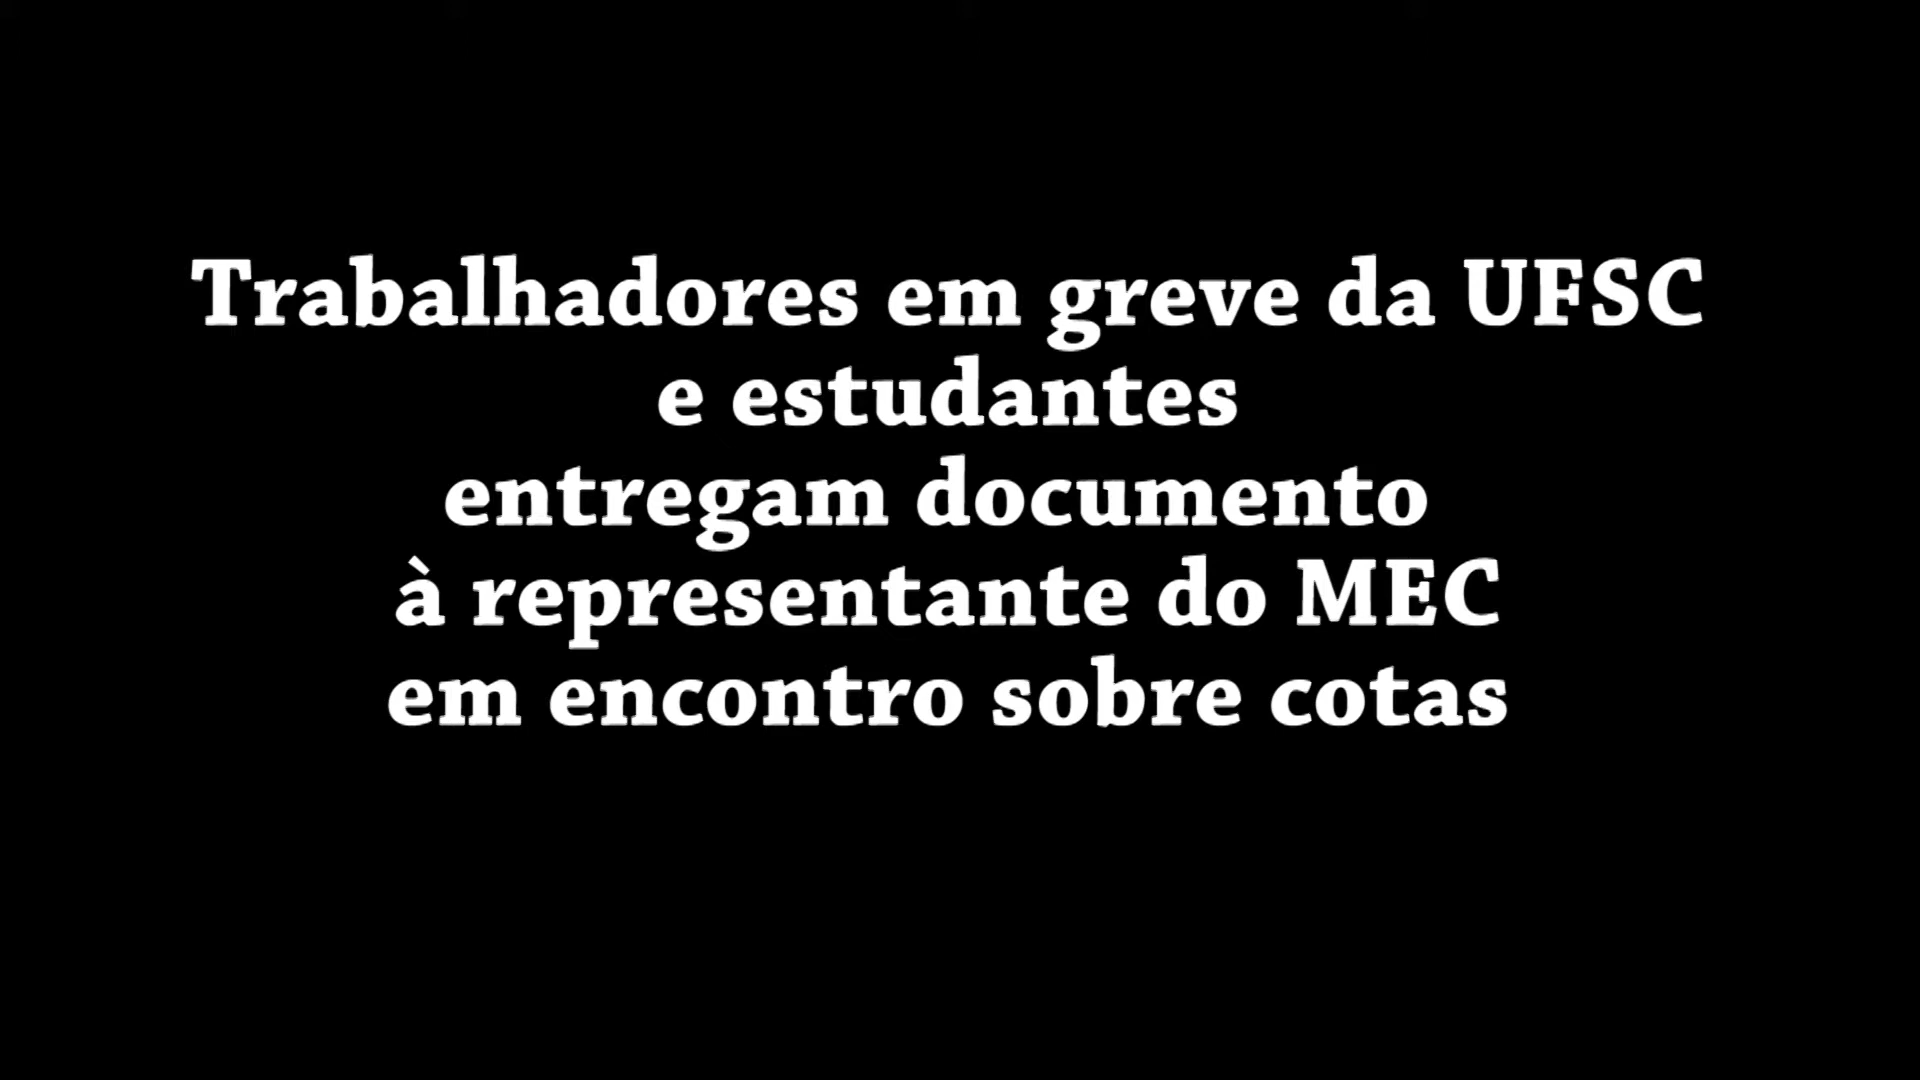 Trabalhadores em greve da UFSC
e estudantes
entregam documento
à representante do MEC
em encontro sobre cotas